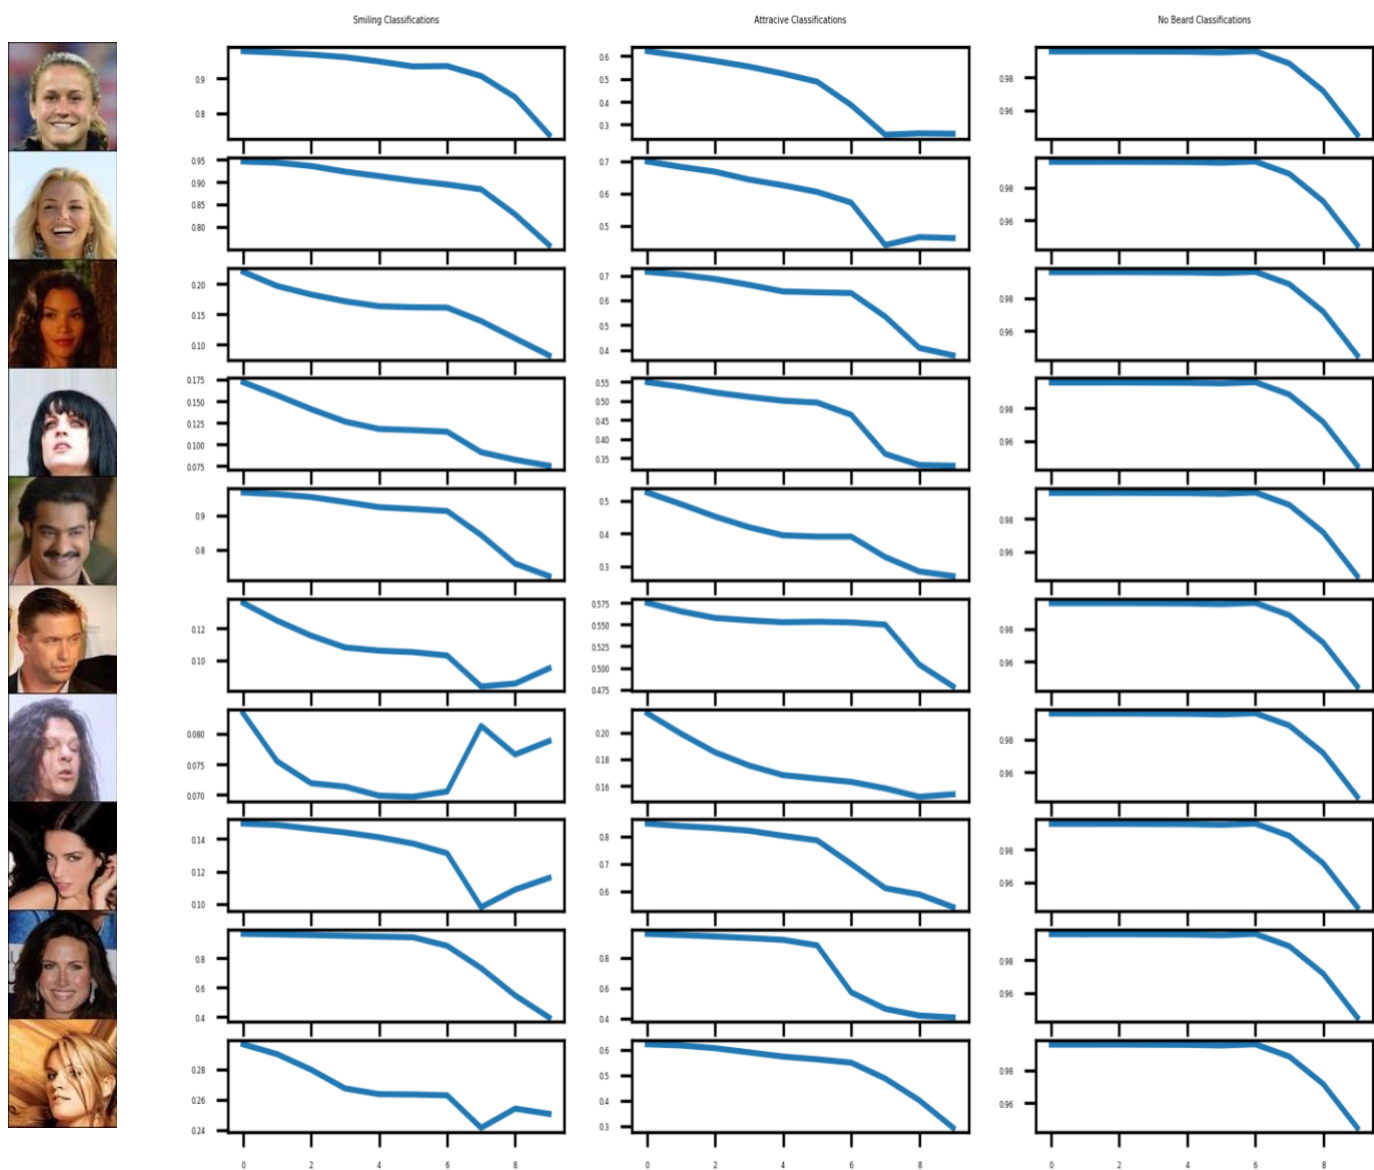 Smiling Classifications Attracive Classifications No Beard Classifications
0.9 0.6 0.98
0.5
0.8 0.4 0.96
0.3
0.95 0.7 0.98
0.90 0.6
0.85 0.96
0.80 0.5
0.20 0.7 0.98
0.6
0.15 0.5 0.96
0.10 0.4
0.175 0.55 0.98
0.150 0.50
0.125 0.45
0.100 0.40 0.96
0.075 0.35
0.9 0.5 0.98
0.8 0.4 0.96
0.3
0.12 0.575 0.98
0.550
0.10 0.525 0.96
0.500
0.475
0.080 0.20 0.98
0.075 0.18
0.070 0.16 0.96
0.14 0.8 0.98
0.12 0.7 0.96
0.10 0.6
0.8 0.8 0.98
0.6 0.6 0.96
0.4 0.4
0.28 0.6 0.98
0.5
0.26 0.4 0.96
0.24 0.3
0 2 4 6 8 0 2 4 6 8 0 2 4 6 8